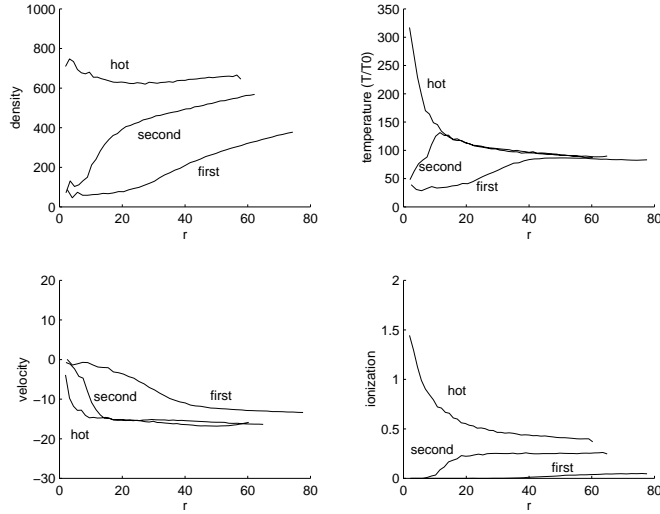 1000
800
600
400
200
0
density
0
20
40
60
80
r
hot
second
first
350
300
250
200
150
100
50
0
temperature (T/T0)
0
20
40
60
80
r
hot
second
first
20
10
0
−10
−20
−30
velocity
0
20
40
60
80
r
first
second
hot
2
1.5
1
0.5
0
ionization
0
20
40
60
80
r
hot
second
first